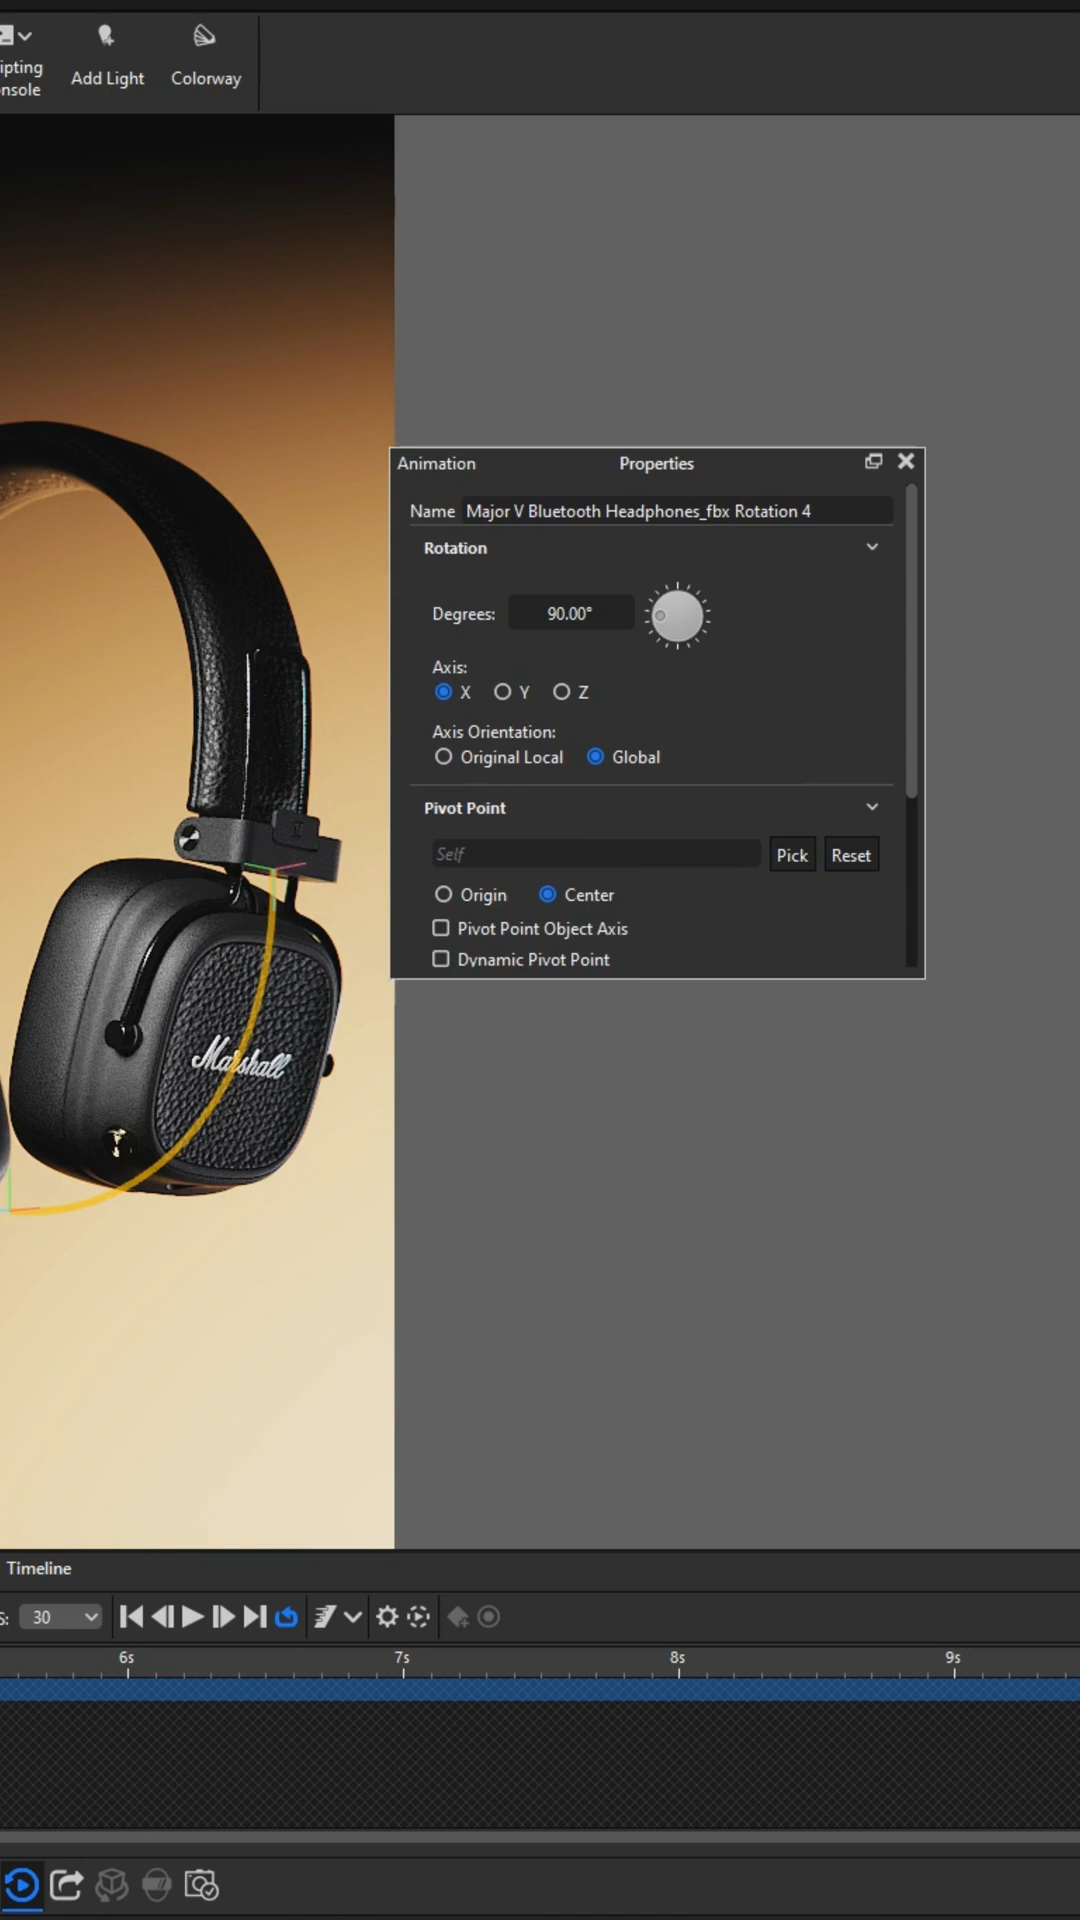 ipting
nsole
Add Light
Colorway
Animation
Properties
Name Major V Bluetooth Headphones_fbx Rotation 4
Rotation
Degrees: 90.00°
Axis:
X Y Z
Axis Orientation:
Original Local Global
Pivot Point
Self Pick Reset
Origin Center
Pivot Point Object Axis
Dynamic Pivot Point
Marshall
Timeline
s: 30
6s 7s 8s 9s